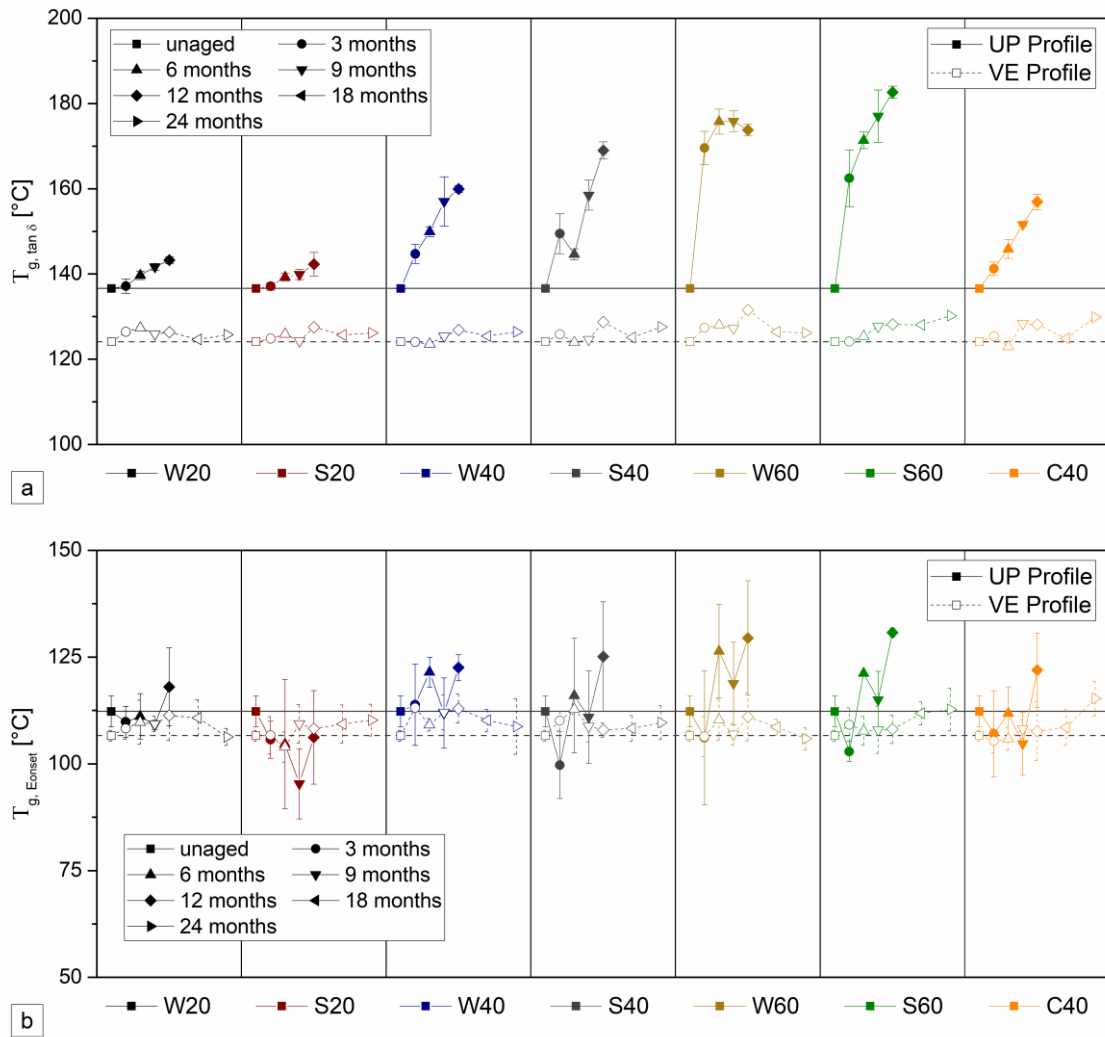 200
180
160
140
120
100
T g, tan δ [°C]
unaged 3 months
6 months 9 months
12 months 18 months
24 months
UP Profile
VE Profile
W20 S20 W40 S40 W60 S60 C40
a
150
125
100
75
50
T g, Eonset [°C]
UP Profile
VE Profile
unaged 3 months
6 months 9 months
12 months 18 months
24 months
W20 S20 W40 S40 W60 S60 C40
b